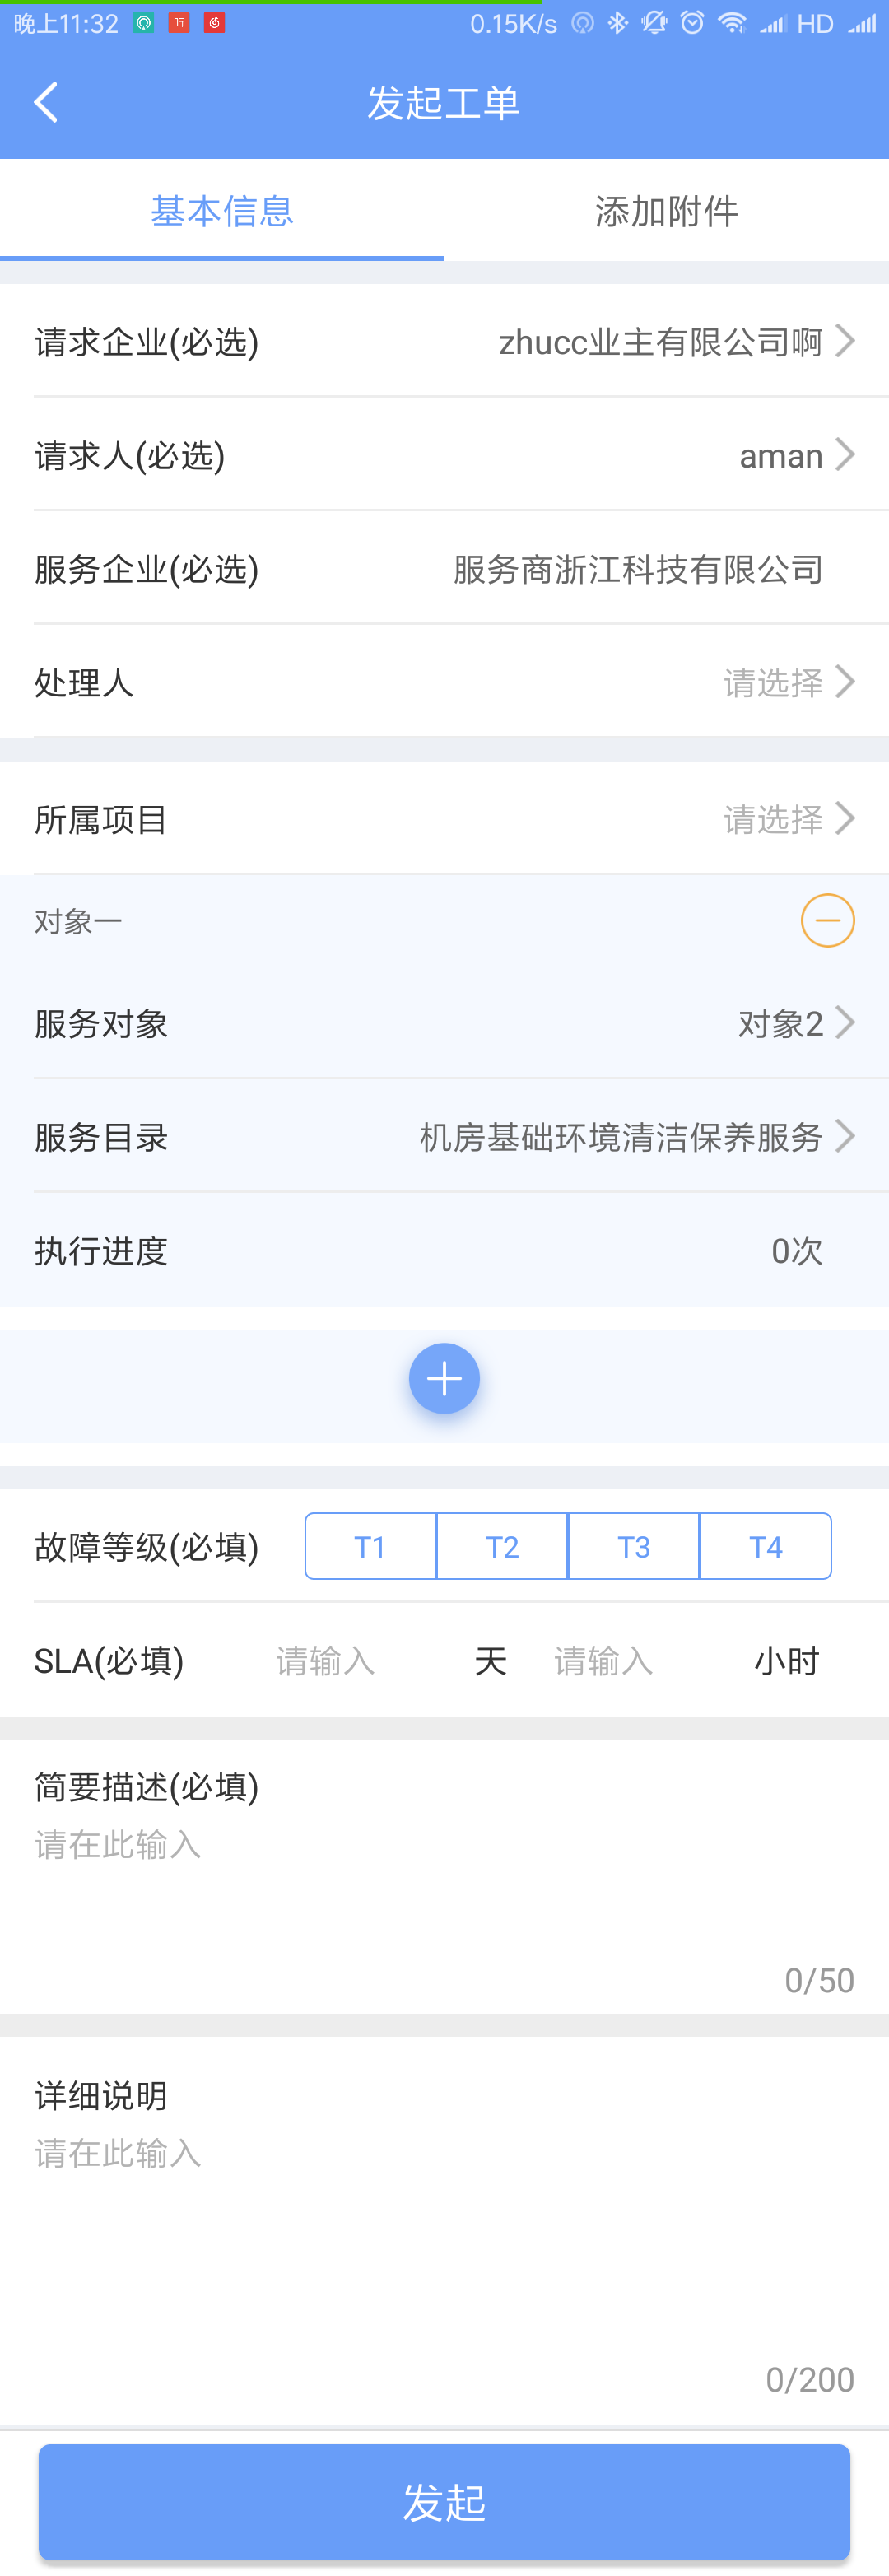 晚上11:32 听 0.15K/s HD
发起工单
基本信息 添加附件
请求企业(必选) zhucc业主有限公司啊
请求人(必选) aman
服务企业(必选) 服务商浙江科技有限公司
处理人 请选择
所属项目 请选择
对象一
服务对象 对象2
服务目录 机房基础环境清洁保养服务
执行进度 0次
故障等级(必填) T1 T2 T3 T4
SLA(必填) 请输入 天 请输入 小时
简要描述(必填)
请在此输入
0/50
详细说明
请在此输入
0/200
发起